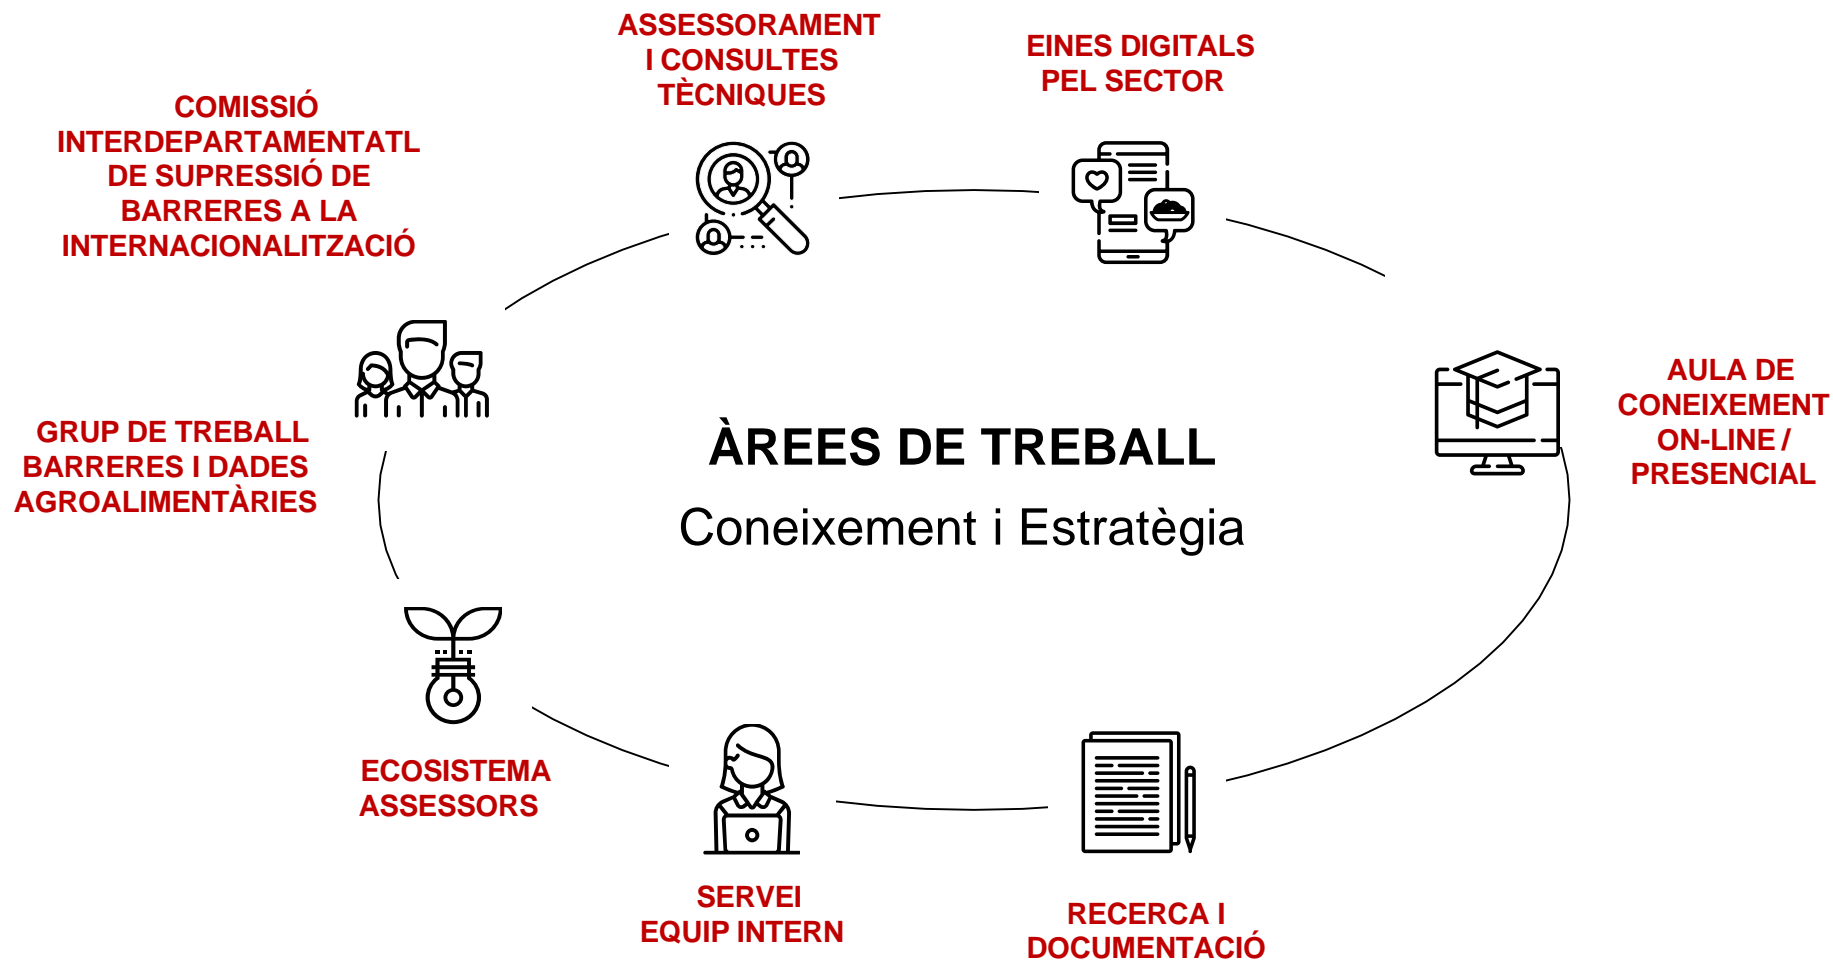 ASSESSORAMENT
I CONSULTES
TÈCNIQUES
EINES DIGITALS
PEL SECTOR
COMISSIÓ
INTERDEPARTAMENTATL
DE SUPRESSIÓ DE
BARRERES A LA
INTERNACIONALITZACIÓ
AULA DE
CONEIXEMENT
ON-LINE /
PRESENCIAL
GRUP DE TREBALL
BARRERES I DADES
AGROALIMENTÀRIES
ÀREES DE TREBALL
Coneixement i Estratègia
ECOSISTEMA
ASSESSORS
SERVEI
EQUIP INTERN
RECERCA I
DOCUMENTACIÓ